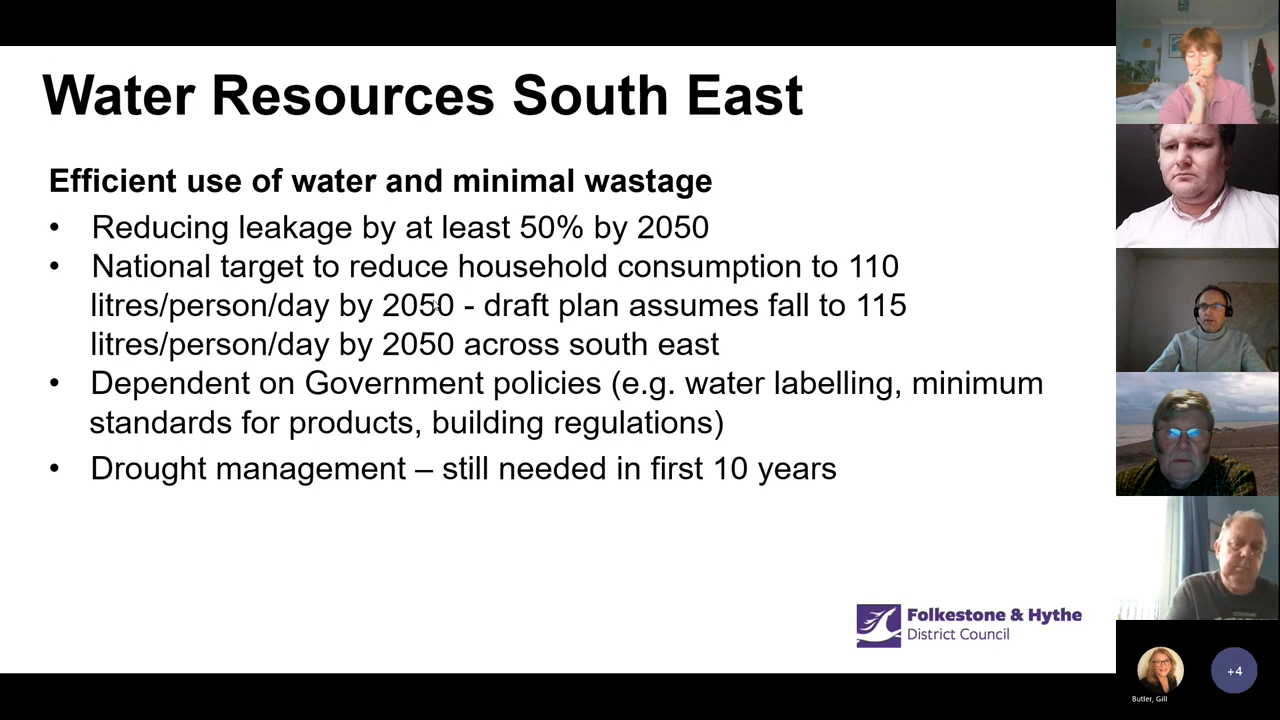 Water Resources South East
Efficient use of water and minimal wastage
• Reducing leakage by at least 50% by 2050
• National target to reduce household consumption to 110
litres/person/day by 2050 - draft plan assumes fall to 115
litres/person/day by 2050 across south east
• Dependent on Government policies (e.g. water labelling, minimum
standards for products, building regulations)
• Drought management – still needed in first 10 years
Folkestone & Hythe
District Council
Butler, Gill
+4